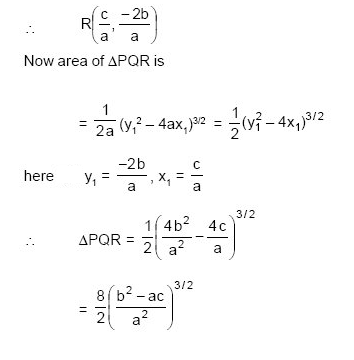 ∴ R(c/a, −2b/a)
Now area of ΔPQR is
= 1/2a (y₁² – 4ax₁)^3/2 = 1/2(y₁² – 4x₁)^3/2
here y₁ = −2b/a, x₁ = c/a
∴ ΔPQR = 1/2(4b²/a² − 4c/a)^3/2
= 8/2(b² – ac/a²)^3/2